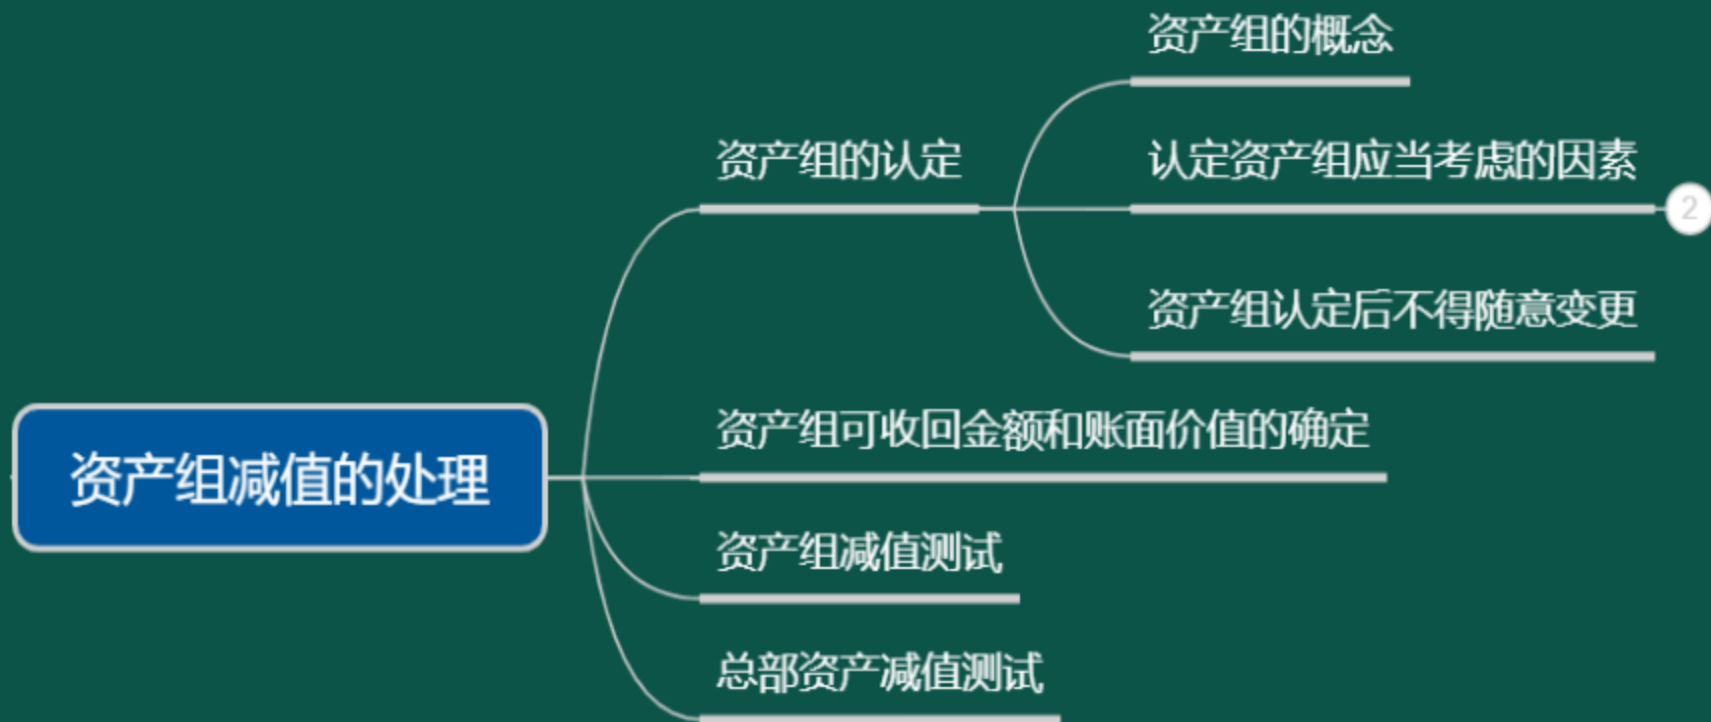 资产组减值的处理
资产组的认定
资产组的概念
认定资产组应当考虑的因素
2
资产组认定后不得随意变更
资产组可收回金额和账面价值的确定
资产组减值测试
总部资产减值测试